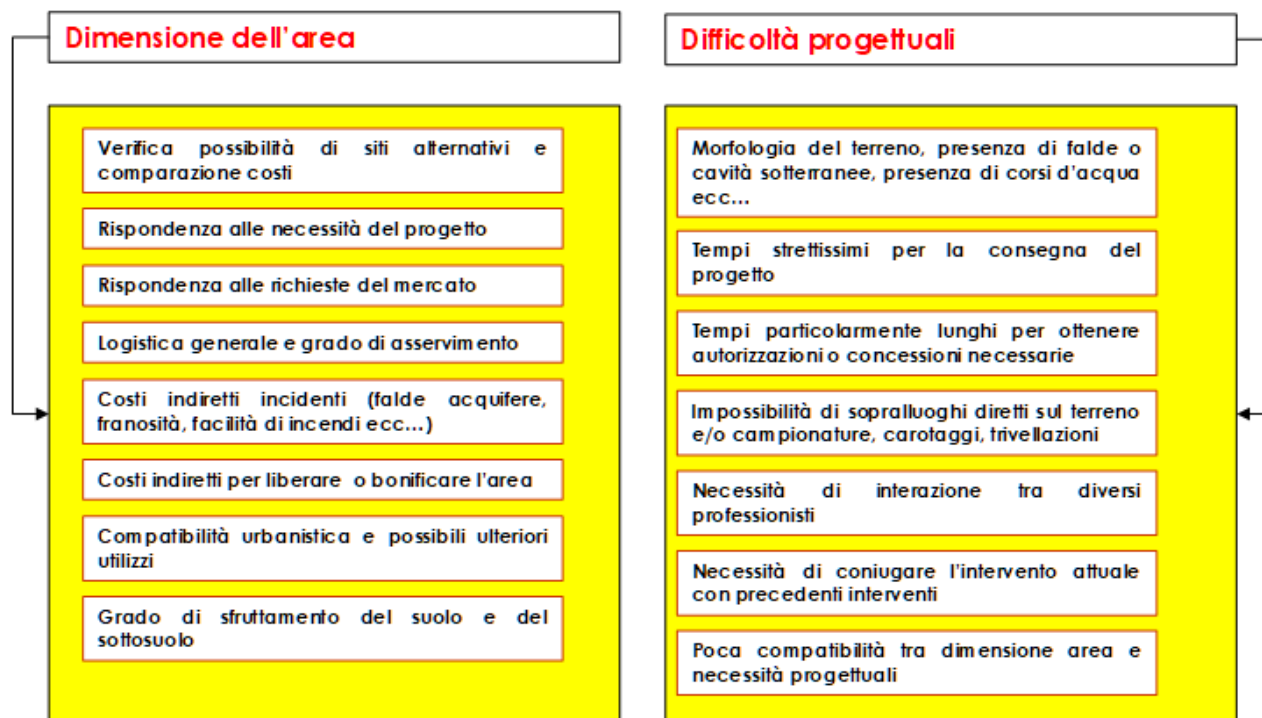 Dimensione dell'area
Verifica possibilità di siti alternativi e
comparazione costi
Rispondenza alle necessità del progetto
Rispondenza alle richieste del mercato
Logistica generale e grado di asservimento
Costi indiretti incidenti (falde acquifere,
franosità, facilità di incendi ecc...)
Costi indiretti per liberare o bonificare l'area
Compatibilità urbanistica e possibili ulteriori
utilizzi
Grado di sfruttamento del suolo e del
sottosuolo
Difficoltà progettuali
Morfologia del terreno, presenza di falde o
cavità sotterranee, presenza di corsi d'acqua
ecc...
Tempi strettissimi per la consegna del
progetto
Tempi particolarmente lunghi per ottenere
autorizzazioni o concessioni necessarie
Impossibilità di sopralluoghi diretti sul terreno
e/o campionature, carotaggi, trivellazioni
Necessità di interazione tra diversi
professionisti
Necessità di coniugare l'intervento attuale
con precedenti interventi
Poca compatibilità tra dimensione area e
necessità progettuali